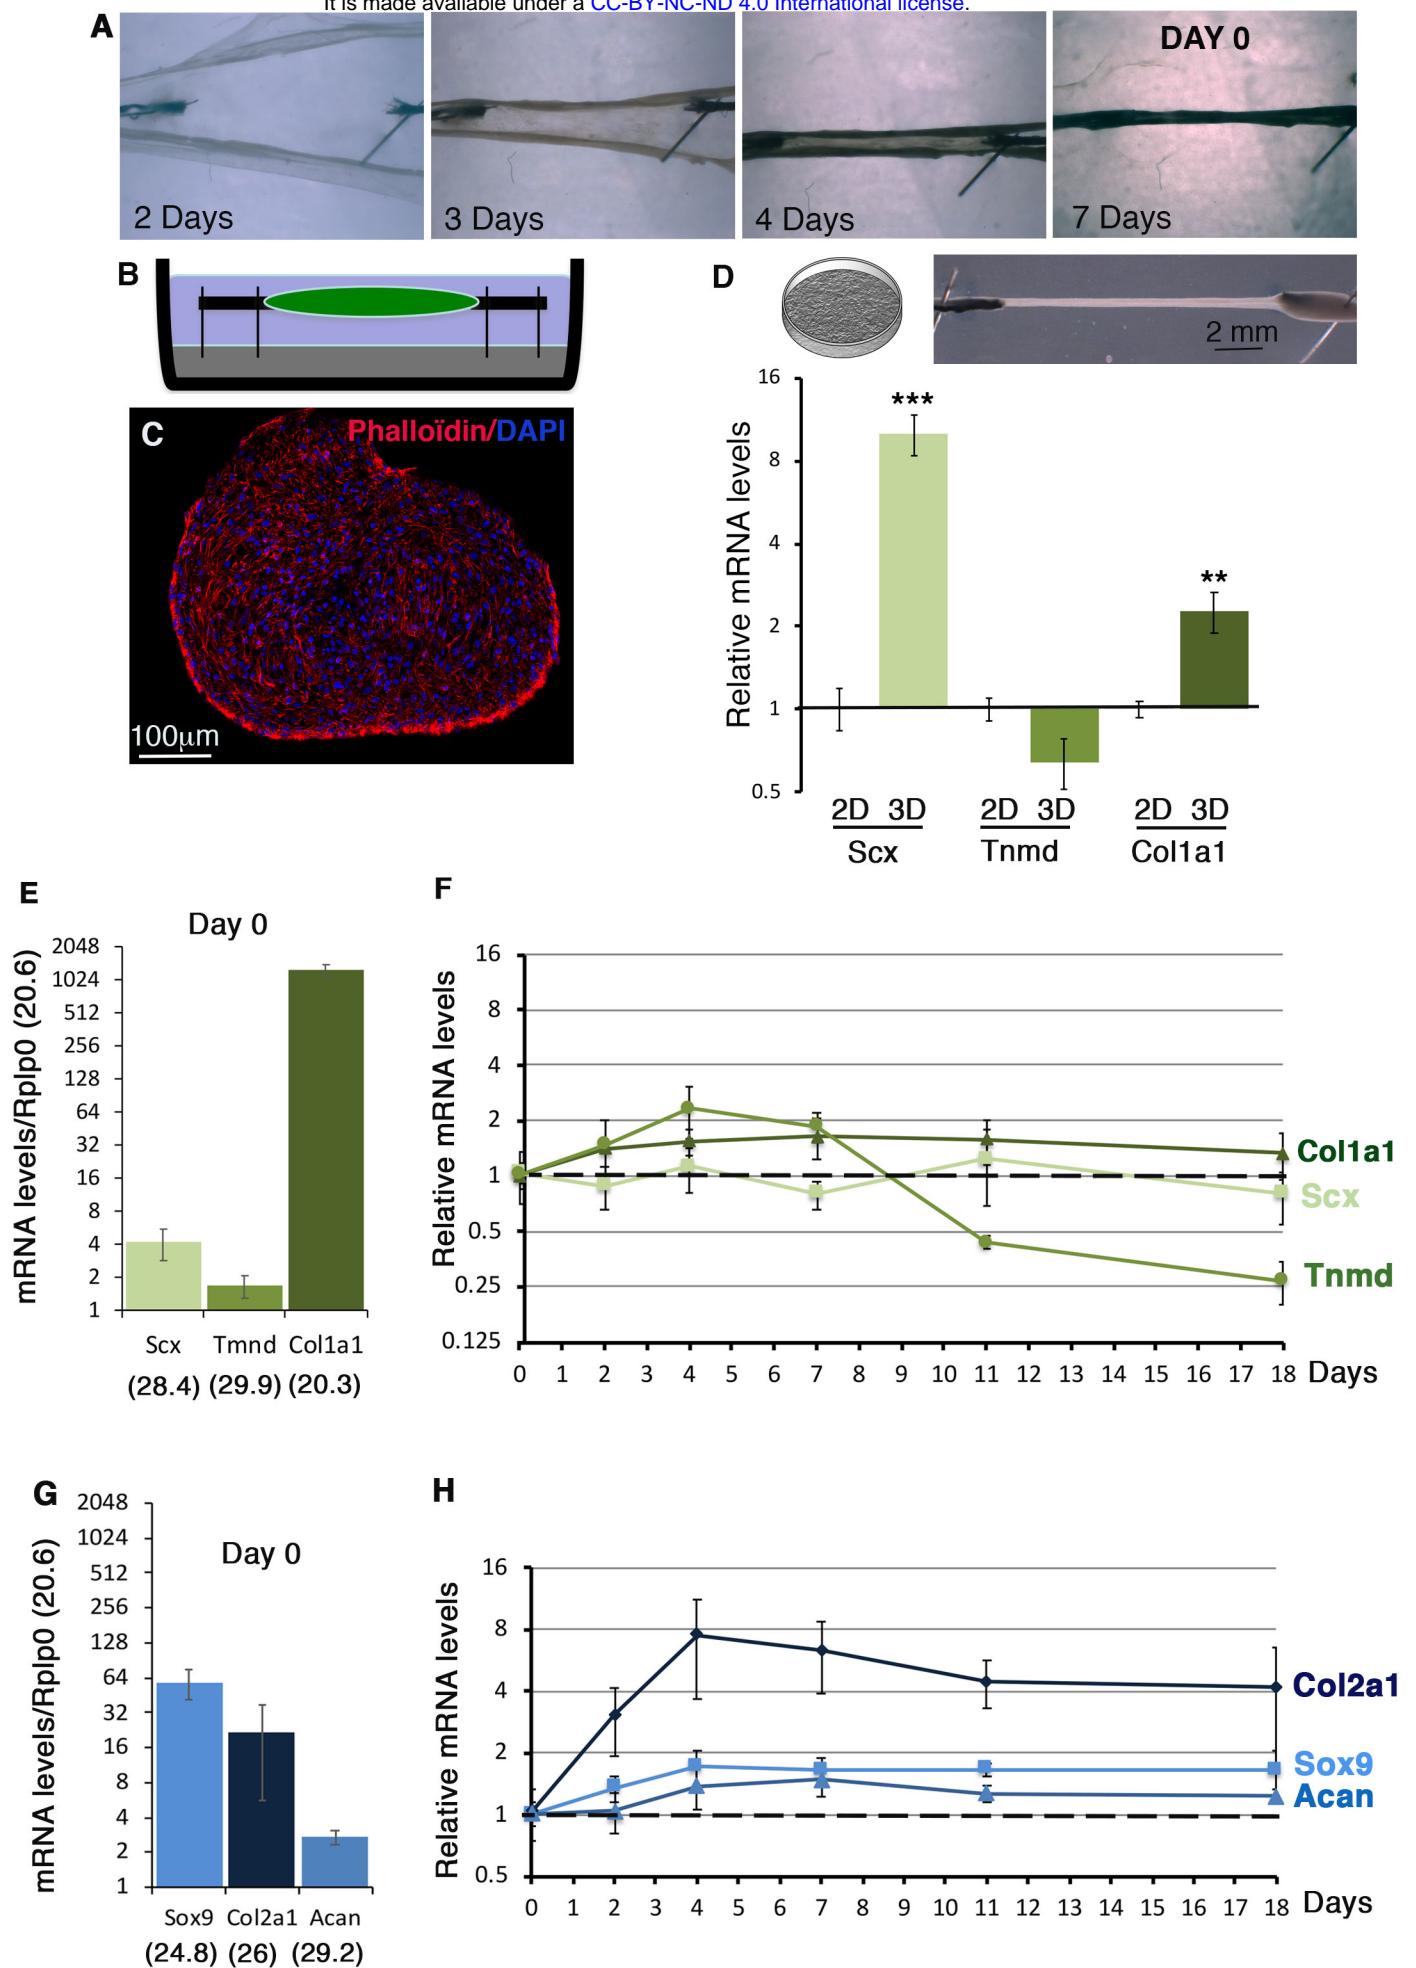 It is made available under a CC-BY-NC-ND 4.0 International license.
A
2 Days
3 Days
4 Days
DAY 0
7 Days
B
C
Phalloïdin/DAPI
100μm
D
2 mm
Relative mRNA levels
16
8
4
2
1
0.5
***
**
2D 3D 2D 3D 2D 3D
Scx Tnmd Col1a1
E
Day 0
mRNA levels/Rplp0 (20.6)
2048
1024
512
256
128
64
32
16
8
4
2
1
Scx Tmnd Col1a1
(28.4) (29.9) (20.3)
F
Relative mRNA levels
16
8
4
2
1
0.5
0.25
0.125
Col1a1
Scx
Tnmd
0 1 2 3 4 5 6 7 8 9 10 11 12 13 14 15 16 17 18 Days
G
Day 0
mRNA levels/Rplp0 (20.6)
2048
1024
512
256
128
64
32
16
8
4
2
1
Sox9 Col2a1 Acan
(24.8) (26) (29.2)
H
Relative mRNA levels
16
8
4
2
1
0.5
Col2a1
Sox9
Acan
0 1 2 3 4 5 6 7 8 9 10 11 12 13 14 15 16 17 18 Days